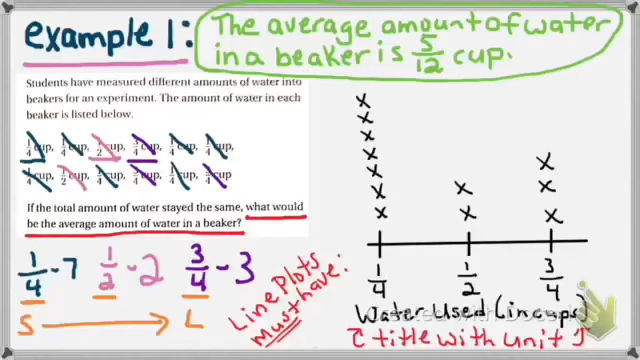 example 1:
The average amount of water
in a beaker is 5/12 cup.
Students have measured different amounts of water into
beakers for an experiment. The amount of water in each
beaker is listed below.
1/4 cup, 1/4 cup, 1/2 cup, 3/4 cup, 1/4 cup, 1/4 cup,
1/4 cup, 1/2 cup, 1/4 cup, 3/4 cup, 1/4 cup, 3/4 cup
If the total amount of water stayed the same, what would
be the average amount of water in a beaker?
1/4 - 7 1/2 - 2 3/4 - 3
S L
Line plots
must have:
x
x
x
x
x x
x x
x x x
x x x
1/4 1/2 3/4
Water Used (in cups)
[title with unit]